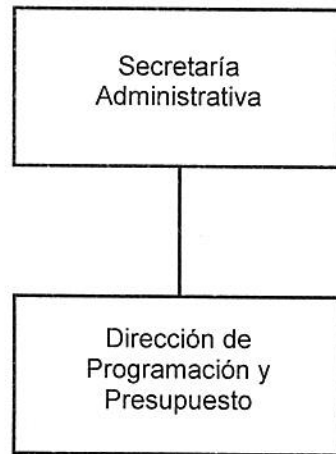 Secretaría
Administrativa
Dirección de
Programación y
Presupuesto